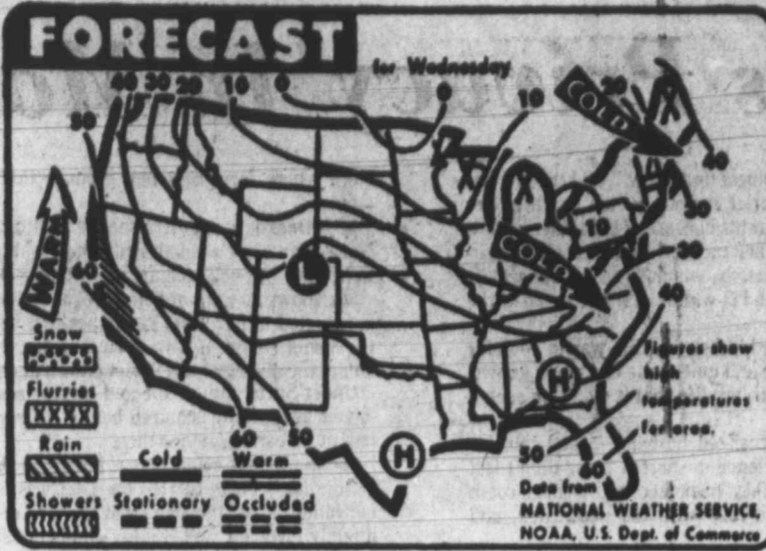 FORECAST
for Wednesday
40 30 20 10 0
0
10
20
COLD
40
50
30
WARM
60
10
COLD
30
40
L
H
H
60 50
50
60
Snow
Flurries
Rain
Showers
Cold
Warm
Stationary
Occluded
Figures show
high
temperatures
for area.
Data from
NATIONAL WEATHER SERVICE,
NOAA, U.S. Dept. of Commerce